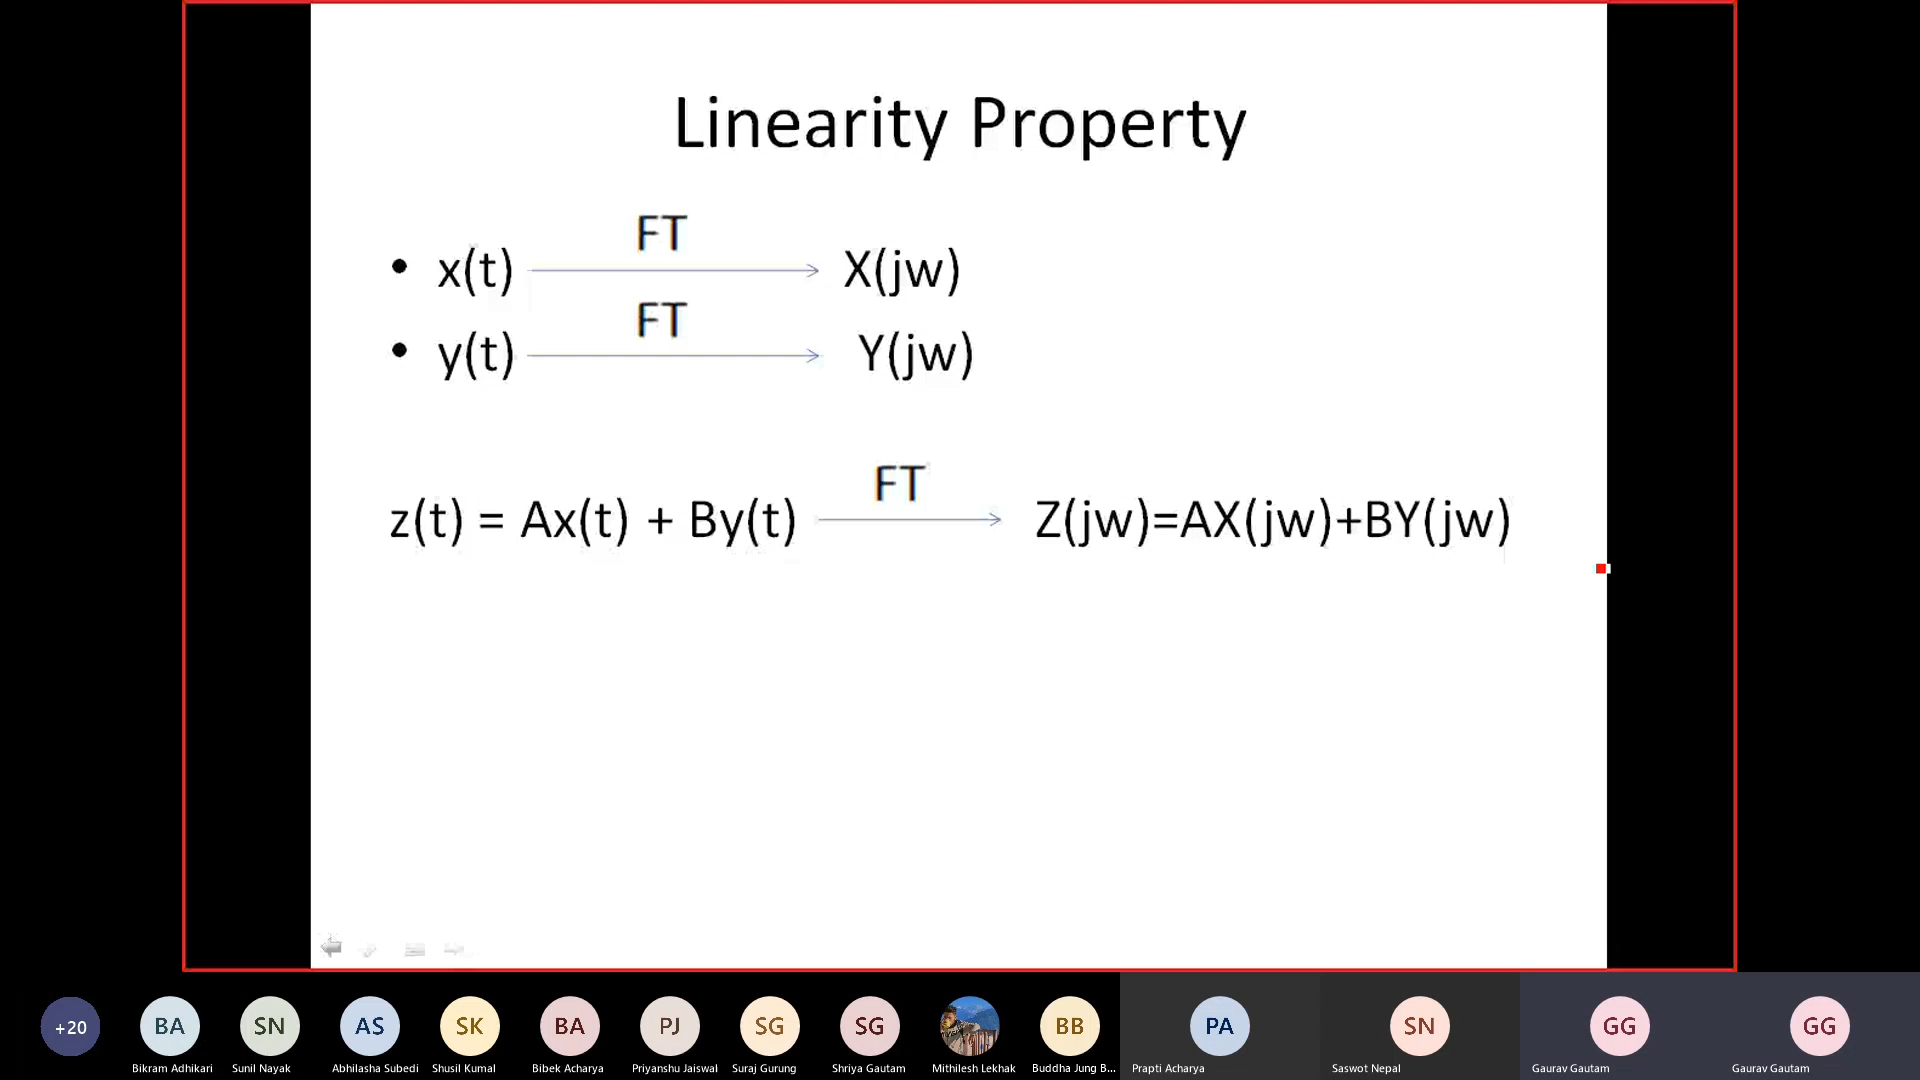 Linearity Property
FT
• x(t) X(jw)
FT
• y(t) Y(jw)
FT
z(t) = Ax(t) + By(t) Z(jw)=AX(jw)+BY(jw)
+20 BA SN AS SK BA PJ SG SG BB PA SN GG GG
Bikram Adhikari Sunil Nayak Abhilasha Subedi Shusil Kumal Bibek Acharya Priyanshu Jaiswal Suraj Gurung Shriya Gautam Mithilesh Lekhak Buddha Jung B... Prapti Acharya Saswot Nepal Gaurav Gautam Gaurav Gautam